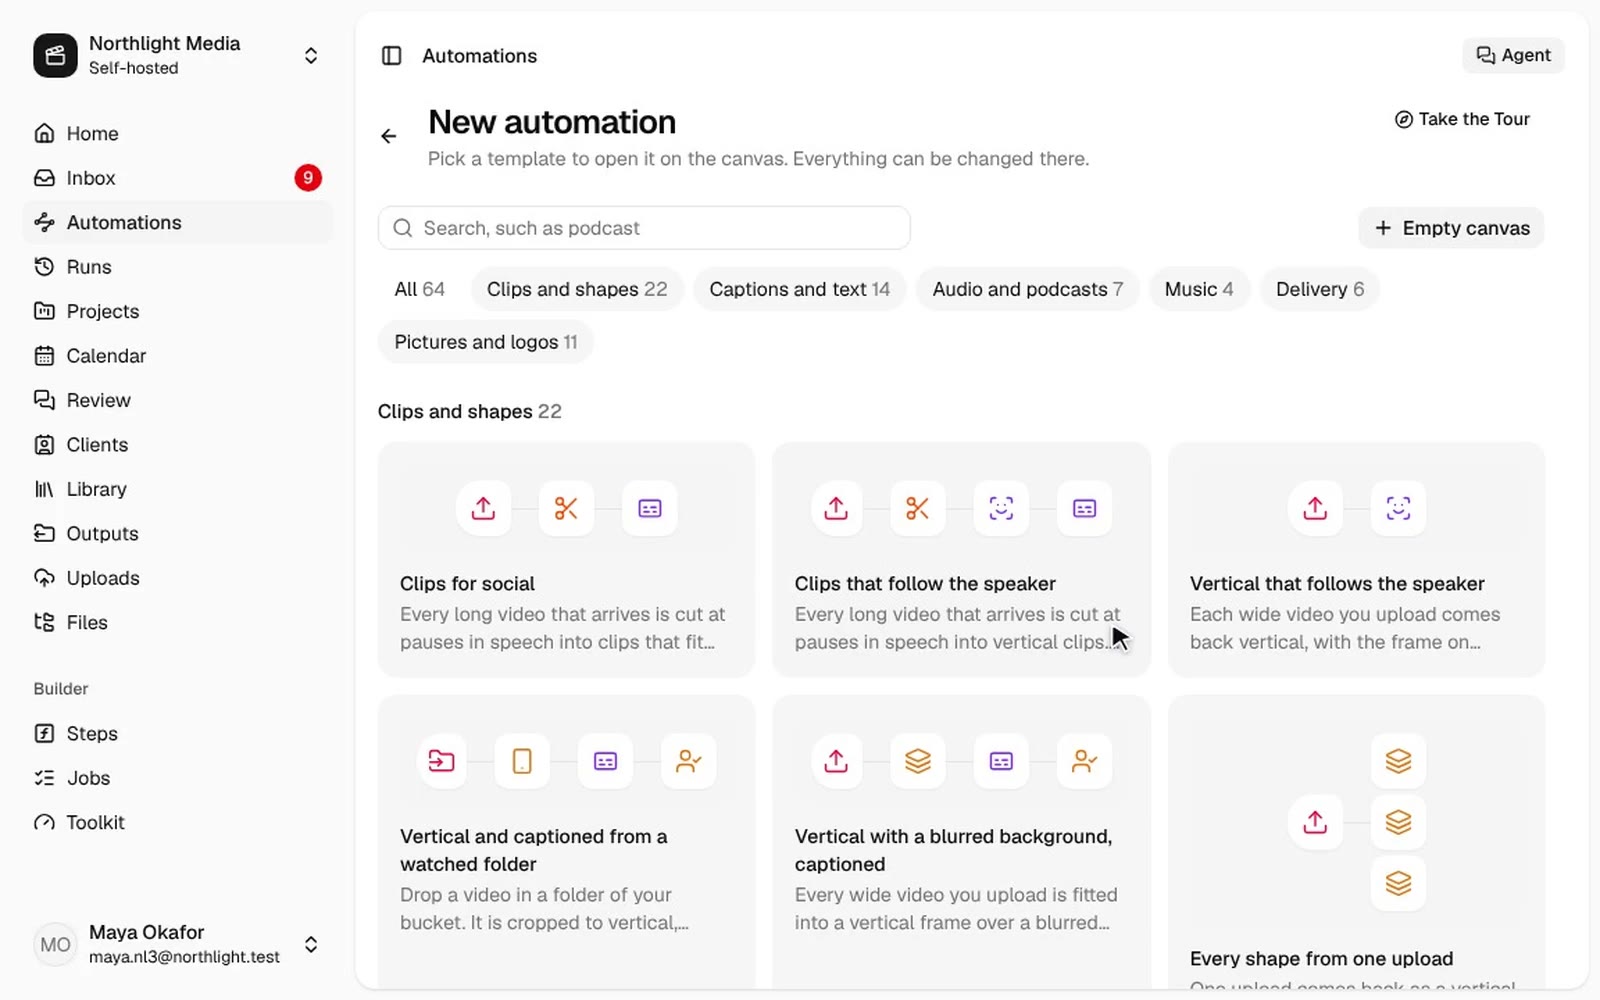 Northlight Media
Self-hosted
Home
Inbox
9
Automations
Runs
Projects
Calendar
Review
Clients
Library
Outputs
Uploads
Files
Builder
Steps
Jobs
Toolkit
MO
Maya Okafor
maya.nl3@northlight.test
Automations
Agent
New automation
Take the Tour
Pick a template to open it on the canvas. Everything can be changed there.
Search, such as podcast
Empty canvas
All 64
Clips and shapes 22
Captions and text 14
Audio and podcasts 7
Music 4
Delivery 6
Pictures and logos 11
Clips and shapes 22
Clips for social
Every long video that arrives is cut at
pauses in speech into clips that fit...
Clips that follow the speaker
Every long video that arrives is cut at
pauses in speech into vertical clips...
Vertical that follows the speaker
Each wide video you upload comes
back vertical, with the frame on...
Vertical and captioned from a
watched folder
Drop a video in a folder of your
bucket. It is cropped to vertical,...
Vertical with a blurred background,
captioned
Every wide video you upload is fitted
into a vertical frame over a blurred...
Every shape from one upload
One upload comes back as a vertical